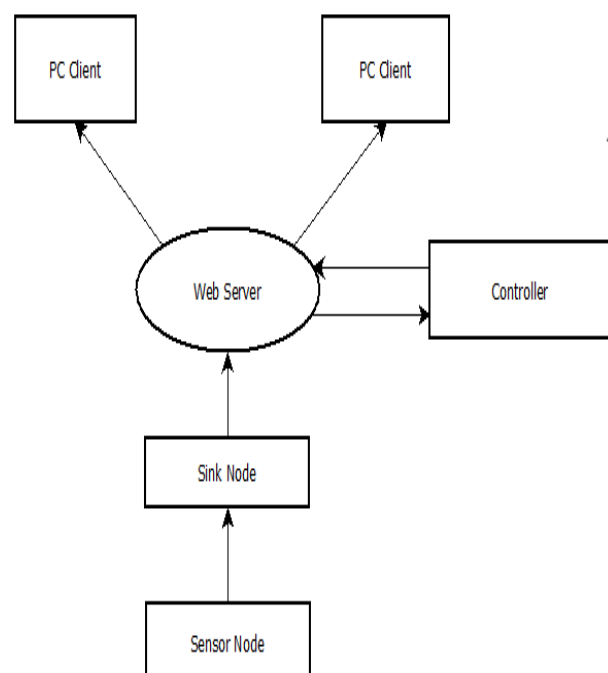 PC Client
PC Client
Web Server
Controller
Sink Node
Sensor Node